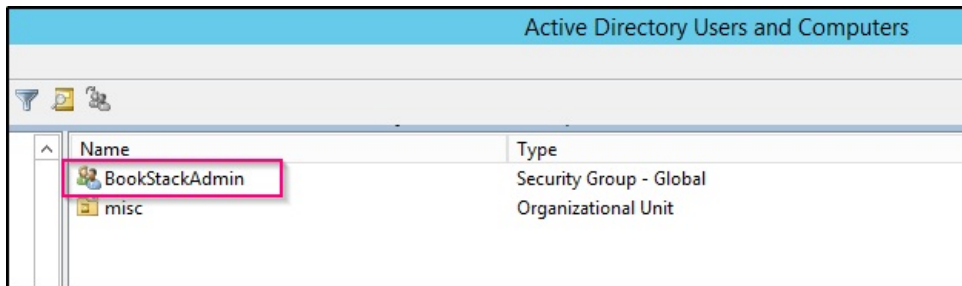 Active Directory Users and Computers
Name Type
BookStackAdmin Security Group - Global
misc Organizational Unit